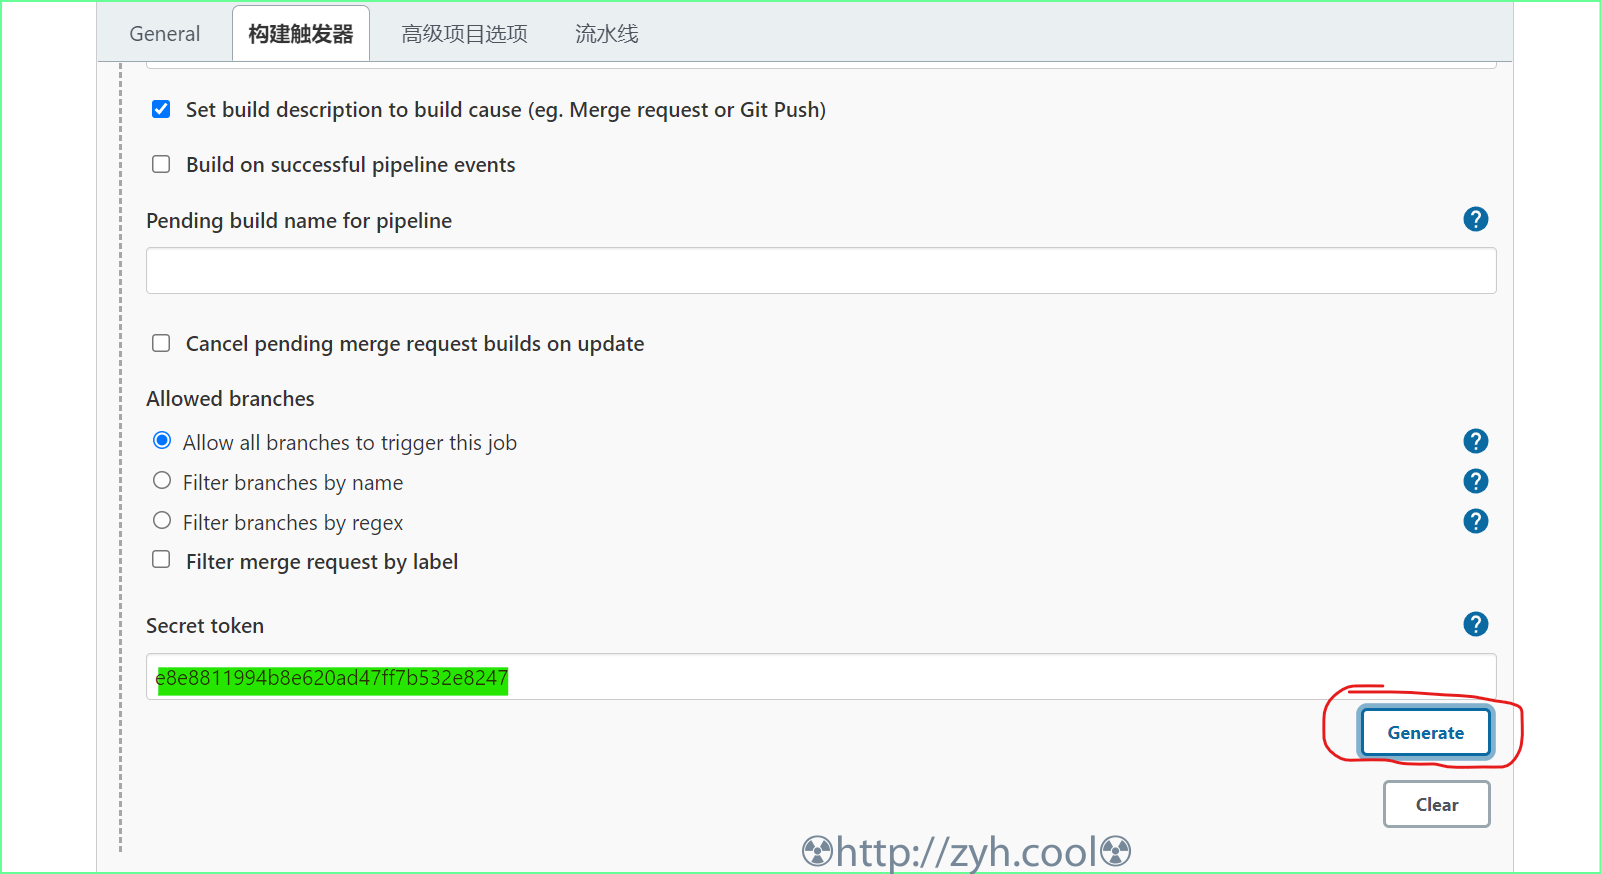 General 构建触发器 高级项目选项 流水线
Set build description to build cause (eg. Merge request or Git Push)
Build on successful pipeline events
Pending build name for pipeline
?
Cancel pending merge request builds on update
Allowed branches
Allow all branches to trigger this job
?
Filter branches by name
?
Filter branches by regex
?
Filter merge request by label
Secret token
?
e8e8811994b8e620ad47ff7b532e8247
Generate
Clear
☢http://zyh.cool☢